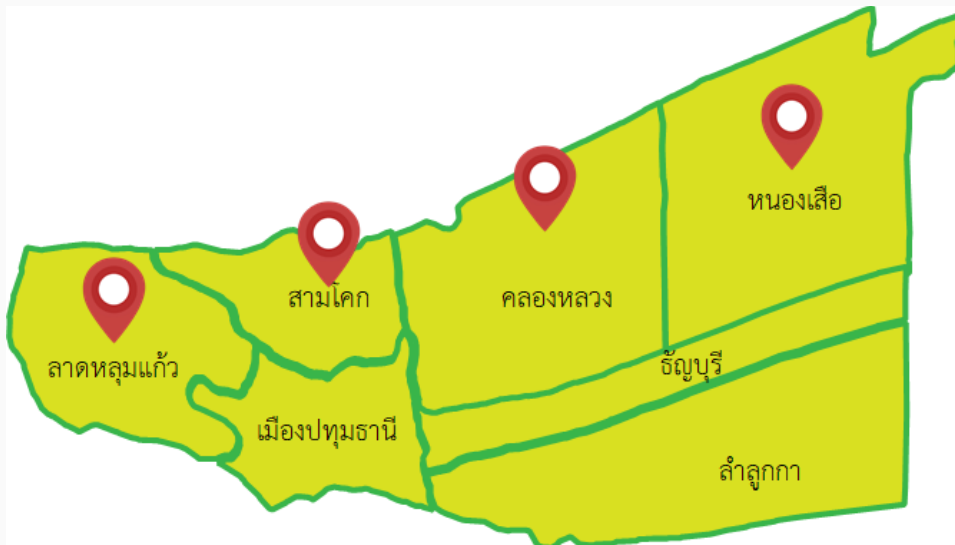 หนองเสือ
สามโคก
คลองหลวง
ลาดหลุมแก้ว
ธัญบุรี
เมืองปทุมธานี
ลำลูกกา